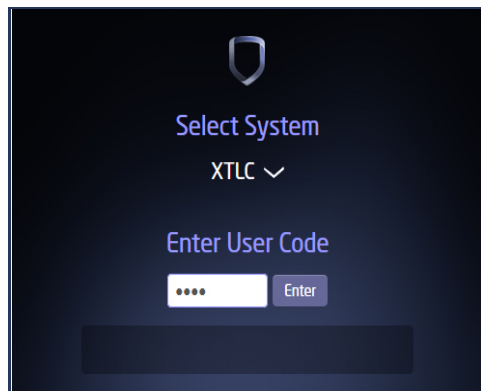 Select System
XTLC
Enter User Code
•••• Enter